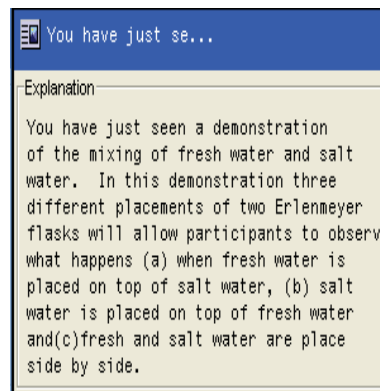 You have just se...
Explanation
You have just seen a demonstration
of the mixing of fresh water and salt
water. In this demonstration three
different placements of two Erlenmeyer
flasks will allow participants to observ
what happens (a) when fresh water is
placed on top of salt water, (b) salt
water is placed on top of fresh water
and(c)fresh and salt water are place
side by side.